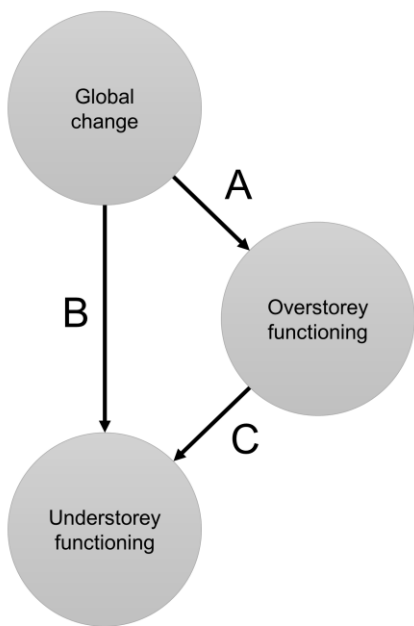 Global
change
A
Overstorey
functioning
B
C
Understorey
functioning